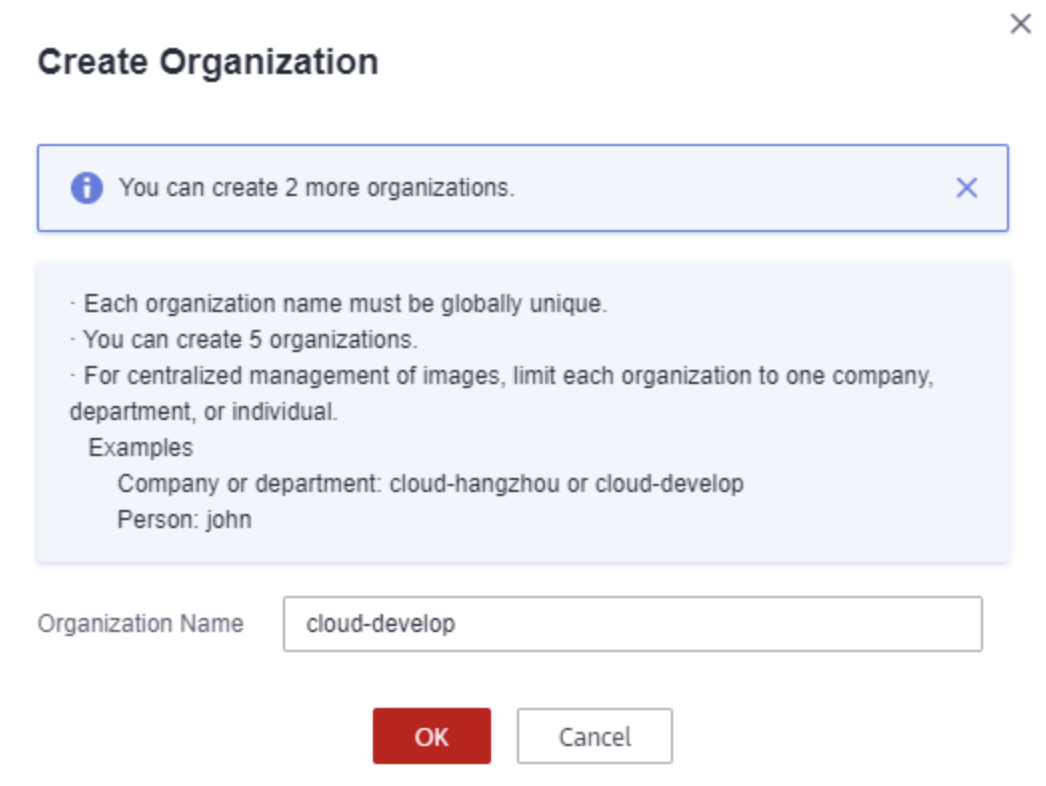 Create Organization
You can create 2 more organizations.
· Each organization name must be globally unique.
· You can create 5 organizations.
· For centralized management of images, limit each organization to one company,
department, or individual.
Examples
Company or department: cloud-hangzhou or cloud-develop
Person: john
Organization Name cloud-develop
OK Cancel